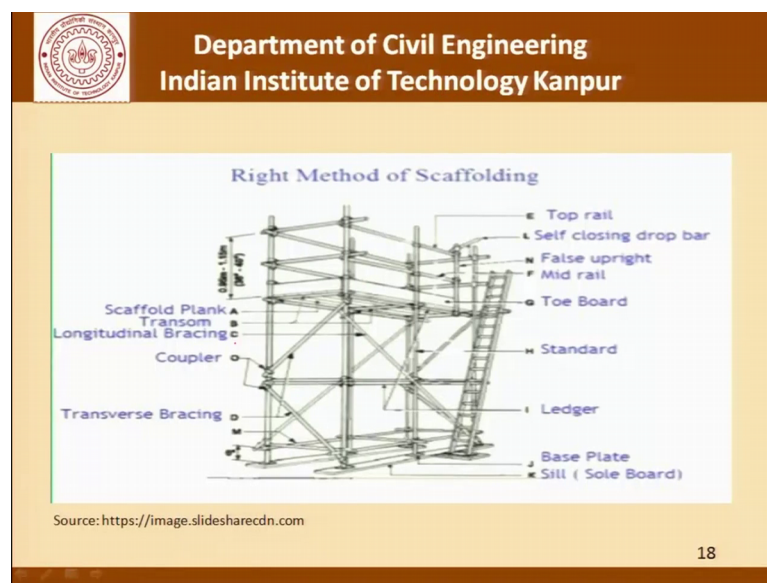 Department of Civil Engineering
Indian Institute of Technology Kanpur
Right Method of Scaffolding
E Top rail
L Self closing drop bar
N False upright
F Mid rail
Scaffold Plank A
G Toe Board
Transom B
Longitudinal Bracing C
H Standard
Coupler O
Transverse Bracing D
I Ledger
M
6"
J Base Plate
K Sill ( Sole Board)
Source: https://image.slidesharecdn.com
18